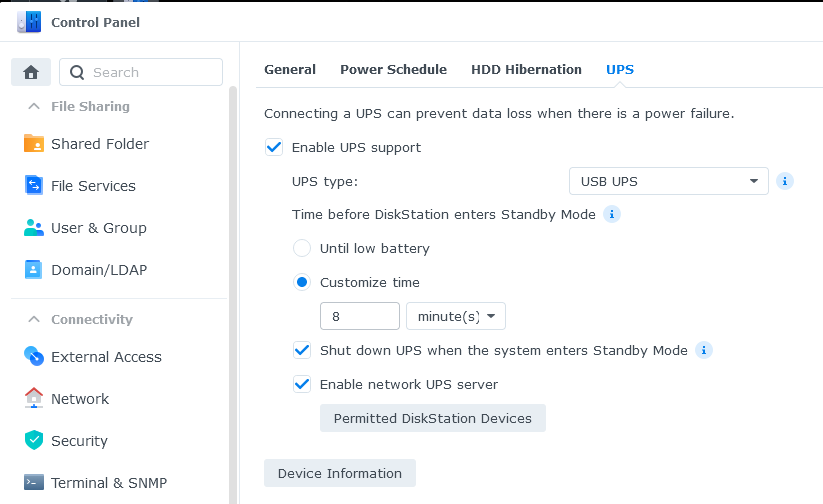 Control Panel
Search
File Sharing
Shared Folder
File Services
User & Group
Domain/LDAP
Connectivity
External Access
Network
Security
Terminal & SNMP
General Power Schedule HDD Hibernation UPS
Connecting a UPS can prevent data loss when there is a power failure.
Enable UPS support
UPS type: USB UPS
Time before DiskStation enters Standby Mode
Until low battery
Customize time
8 minute(s)
Shut down UPS when the system enters Standby Mode
Enable network UPS server
Permitted DiskStation Devices
Device Information